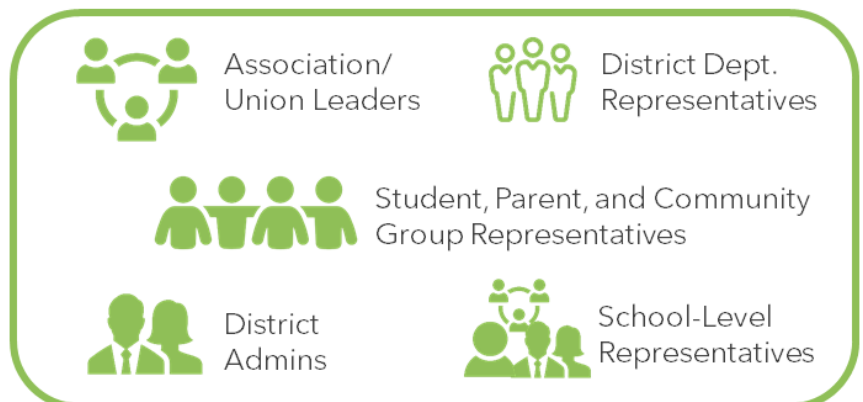 Association/
Union Leaders
District Dept.
Representatives
Student, Parent, and Community
Group Representatives
District
Admins
School-Level
Representatives